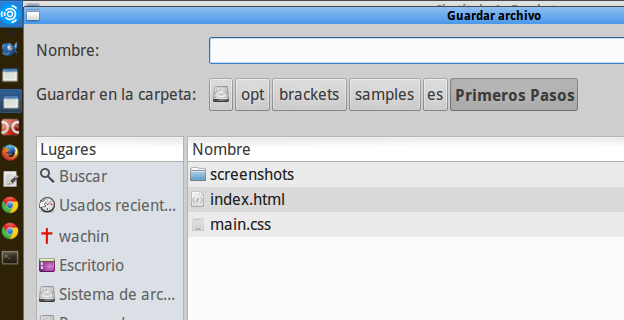 Guardar archivo
Nombre:
Guardar en la carpeta: opt brackets samples es Primeros Pasos
Lugares Nombre
Buscar screenshots
Usados recient... index.html
wachin main.css
Escritorio
Sistema de arc...